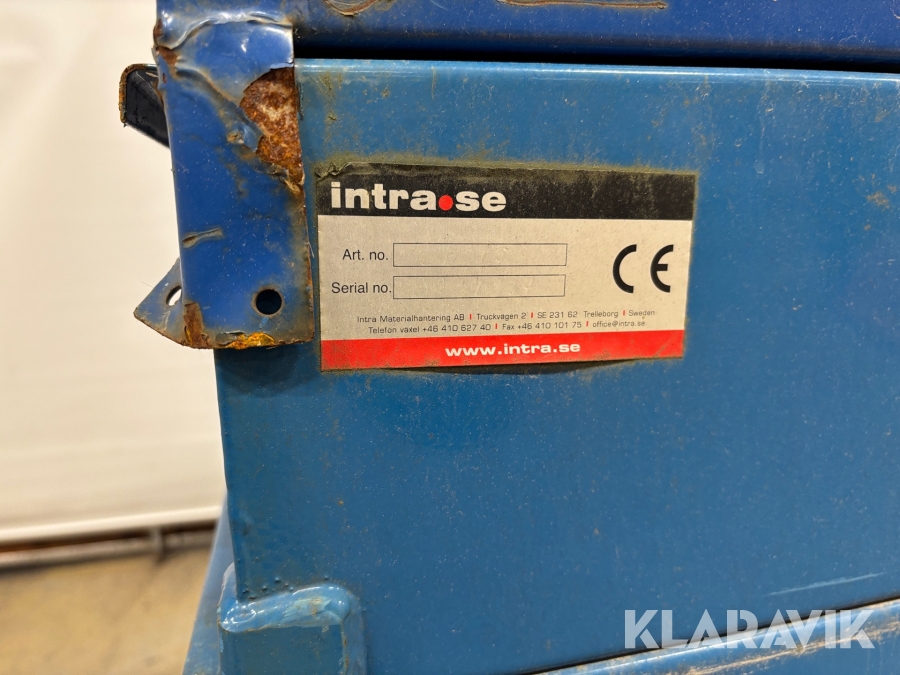 intra.se
Art. no.
CE
Serial no.
Intra Materialhantering AB | Truckvägen 2 | SE 231 62 Trelleborg | Sweden
Telefon växel +46 410 627 40 | Fax +46 410 101 75 | office@intra.se
www.intra.se
KLARAVIK